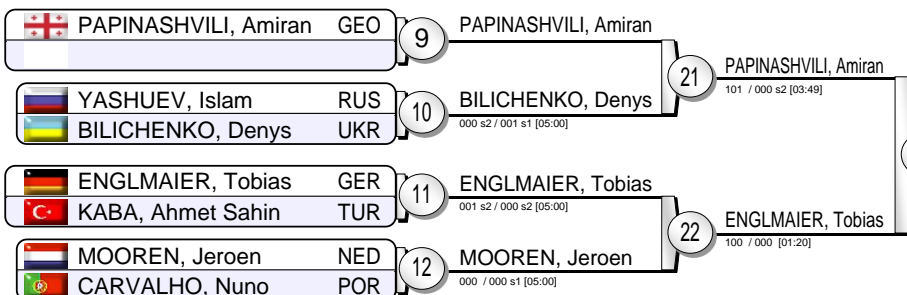 PAPINASHVILI, Amiran GEO
9
PAPINASHVILI, Amiran
21
PAPINASHVILI, Amiran
101 / 000 s2 [03:49]
YASHUEV, Islam RUS
BILICHENKO, Denys UKR
10
BILICHENKO, Denys
000 s2 / 001 s1 [05:00]
ENGLMAIER, Tobias GER
KABA, Ahmet Sahin TUR
11
ENGLMAIER, Tobias
001 s2 / 000 s2 [05:00]
22
ENGLMAIER, Tobias
100 / 000 [01:20]
MOOREN, Jeroen NED
CARVALHO, Nuno POR
12
MOOREN, Jeroen
000 / 000 s1 [05:00]